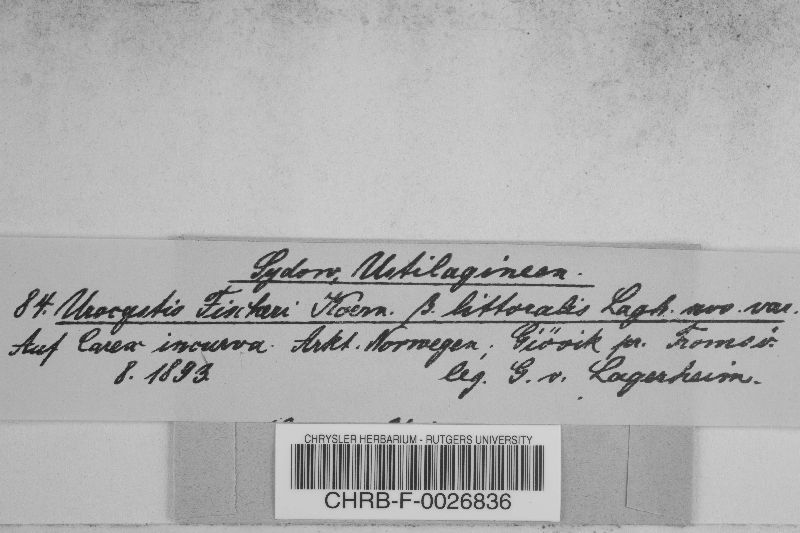 Sydow, Ustilagineen.
84. Urocystis Fischeri Koern. β. littoralis Lagh. nov. var.
Auf Carex incurva. Arkt. Norwegen, Giövik pr. Tromsö.
8. 1893. leg. G. v. Lagerheim.
CHRYSLER HERBARIUM - RUTGERS UNIVERSITY
CHRB-F-0026836